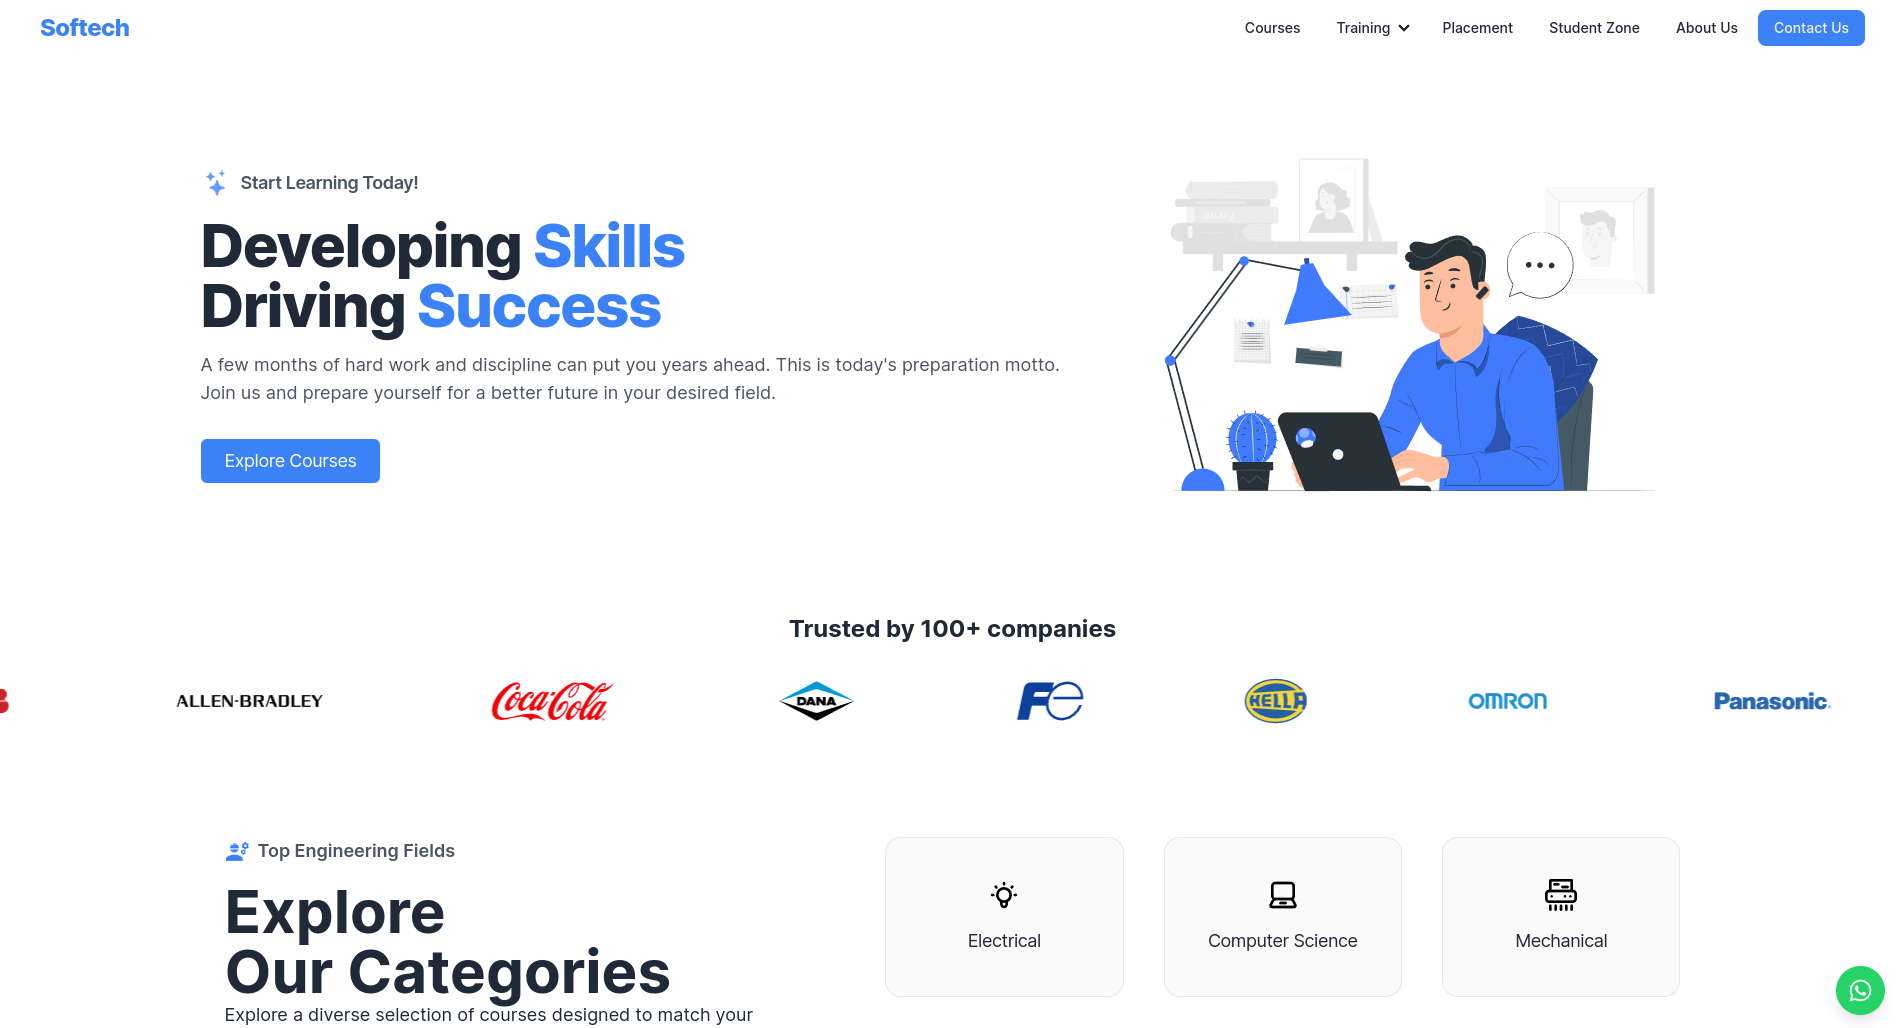 Softech
Courses
Training
Placement
Student Zone
About Us
Contact Us
Start Learning Today!
Developing Skills
Driving Success
A few months of hard work and discipline can put you years ahead. This is today's preparation motto.
Join us and prepare yourself for a better future in your desired field.
Explore Courses
Trusted by 100+ companies
ALLEN-BRADLEY
Coca-Cola
DANA
Fe
HELLA
OMRON
Panasonic
Top Engineering Fields
Explore
Our Categories
Explore a diverse selection of courses designed to match your
Electrical
Computer Science
Mechanical